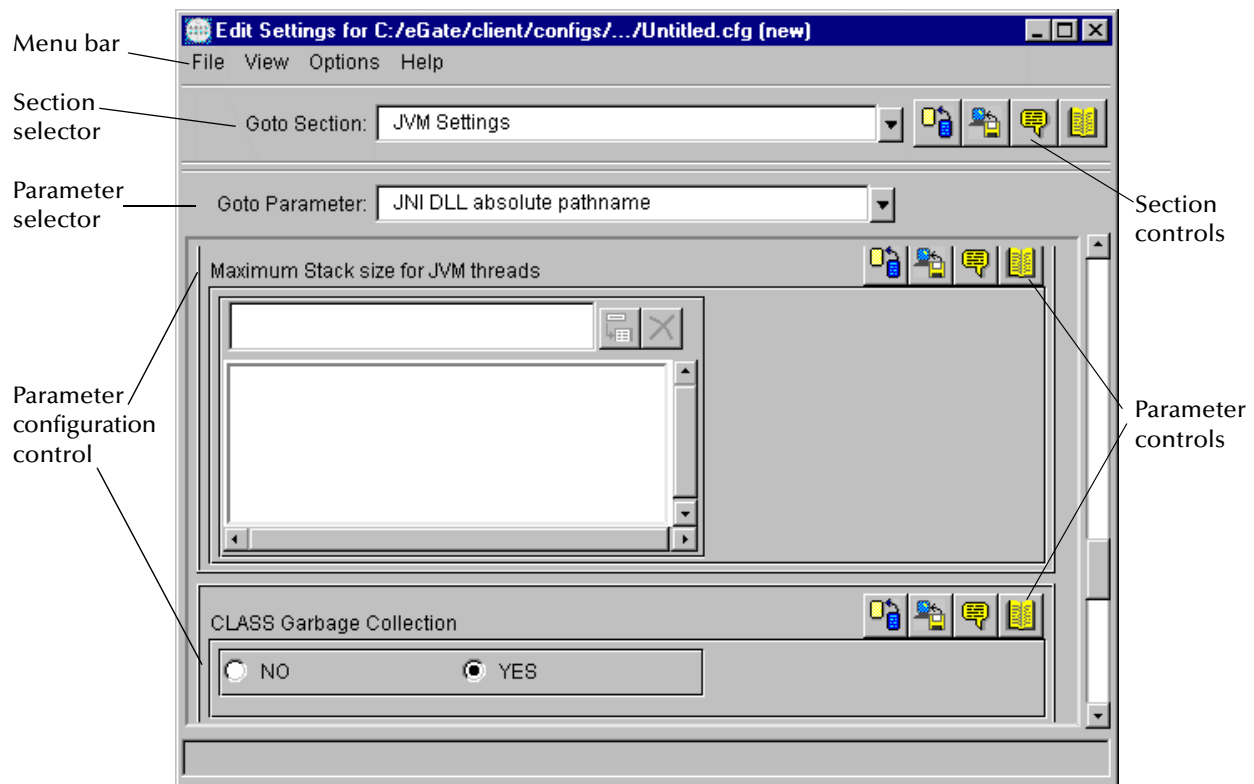 Edit Settings for C:/eGate/client/configs/.../Untitled.cfg (new)
Menu bar
File View Options Help
Section
selector
Goto Section: JVM Settings
Parameter
selector
Goto Parameter: JNI DLL absolute pathname
Section
controls
Maximum Stack size for JVM threads
Parameter
configuration
control
Parameter
controls
CLASS Garbage Collection
NO YES